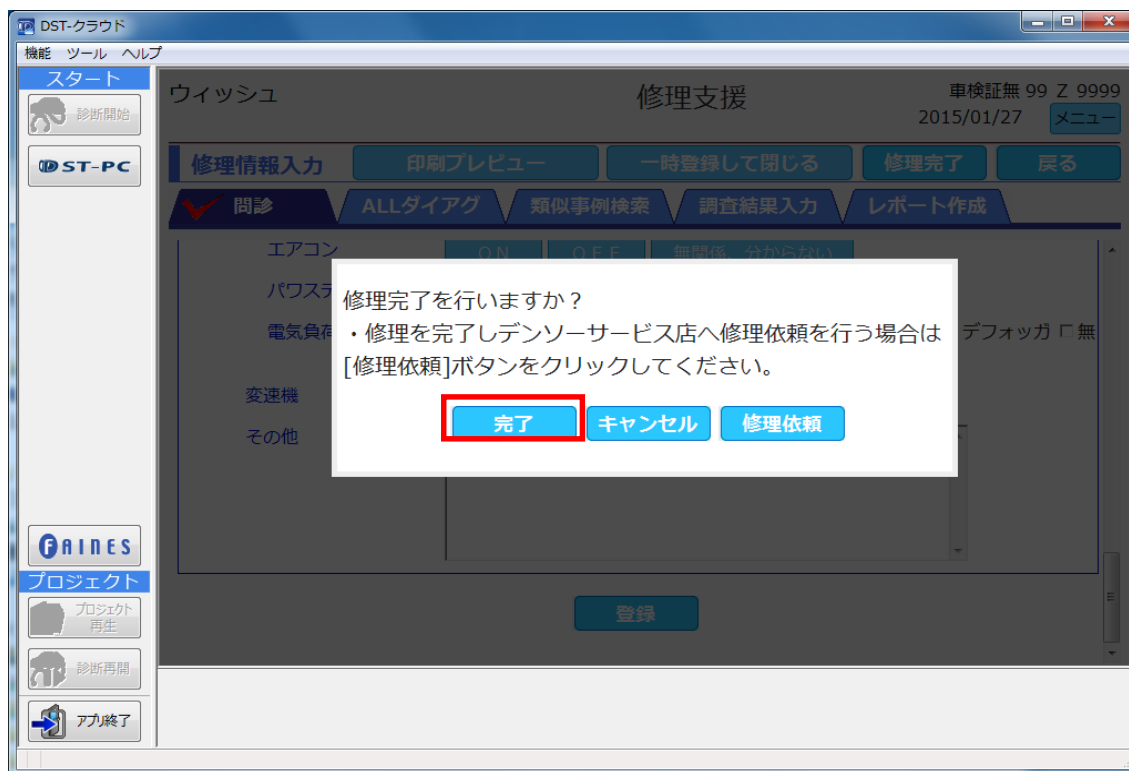 DST-クラウド
機能 ツール ヘルプ
スタート
診断開始
DST-PC
FAINES
プロジェクト
プロジェクト
再生
診断再開
アプリ終了
ウィッシュ
修理支援
車検証無 99 Z 9999
2015/01/27 メニュー
修理情報入力 印刷プレビュー 一時登録して閉じる 修理完了 戻る
問診 ALLダイアグ 類似事例検索 調査結果入力 レポート作成
エアコン ON OFF 無関係、分からない
パワステ
電気負荷 デフォッガ □無
変速機
その他
修理完了を行いますか？
・修理を完了しデンソーサービス店へ修理依頼を行う場合は
[修理依頼]ボタンをクリックしてください。
完了 キャンセル 修理依頼
登録